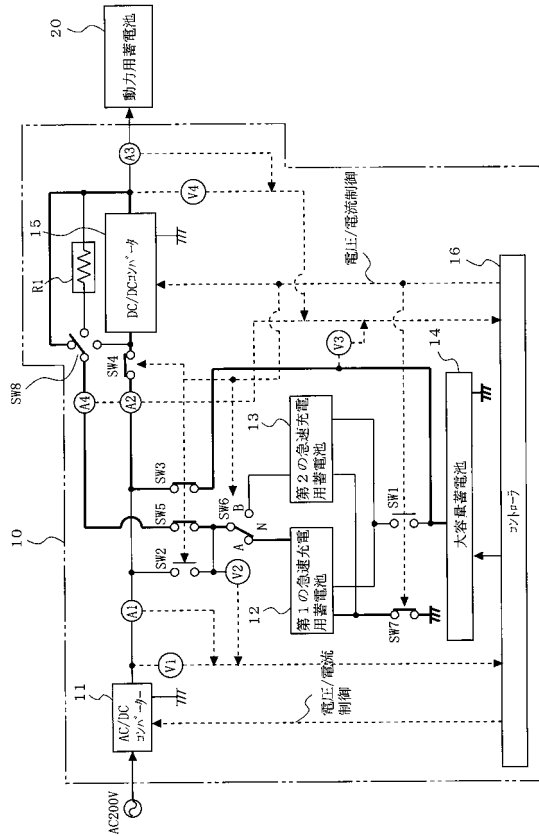 10
11
AC/DC
コンバーター
AC200V
V1
A1
SW2
SW5
SW3
V2
SW6
A
N
B
12
第1の急速充電
用蓄電池
13
第2の急速充電
用蓄電池
SW7
SW1
A4
A2
SW8
SW4
R1
15
DC/DCコンバータ
V4
A3
20
動力用蓄電池
V3
14
大容量蓄電池
16
コントローラ
電圧/電流
制御
電圧/電流制御